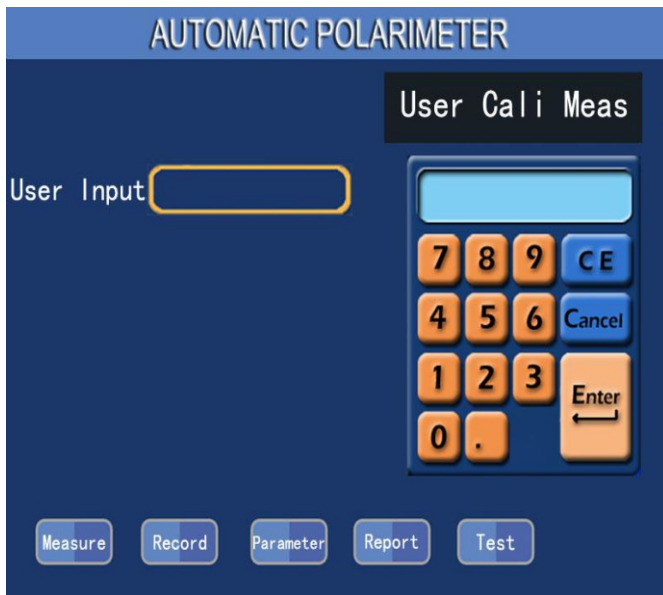 AUTOMATIC POLARIMETER
User Cali Meas
User Input
7 8 9 CE
4 5 6 Cancel
1 2 3 Enter
0 .
Measure Record Parameter Report Test